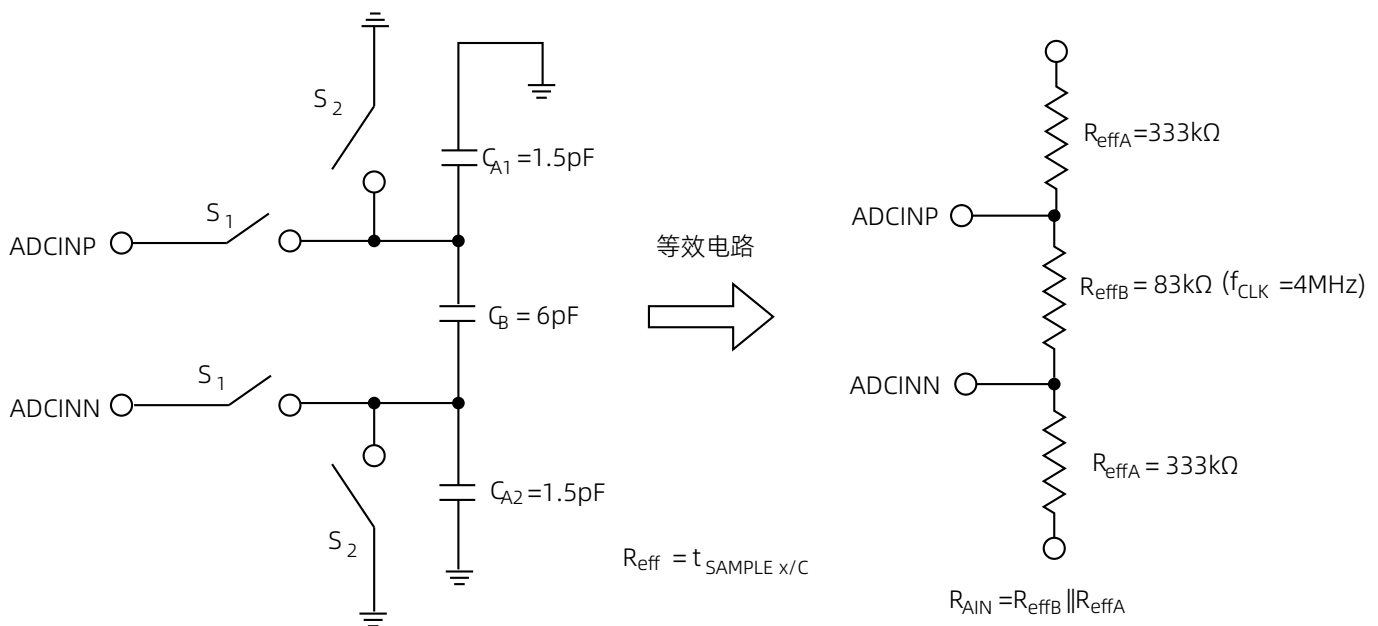 S2
CA1 =1.5pF
S1
ADCINP
CB = 6pF
S1
ADCINN
CA2 =1.5pF
S2
等效电路
Reff = t SAMPLE x/C
ReffA =333kΩ
ADCINP
ReffB = 83kΩ (fCLK =4MHz)
ADCINN
ReffA = 333kΩ
RAIN =ReffB ||ReffA